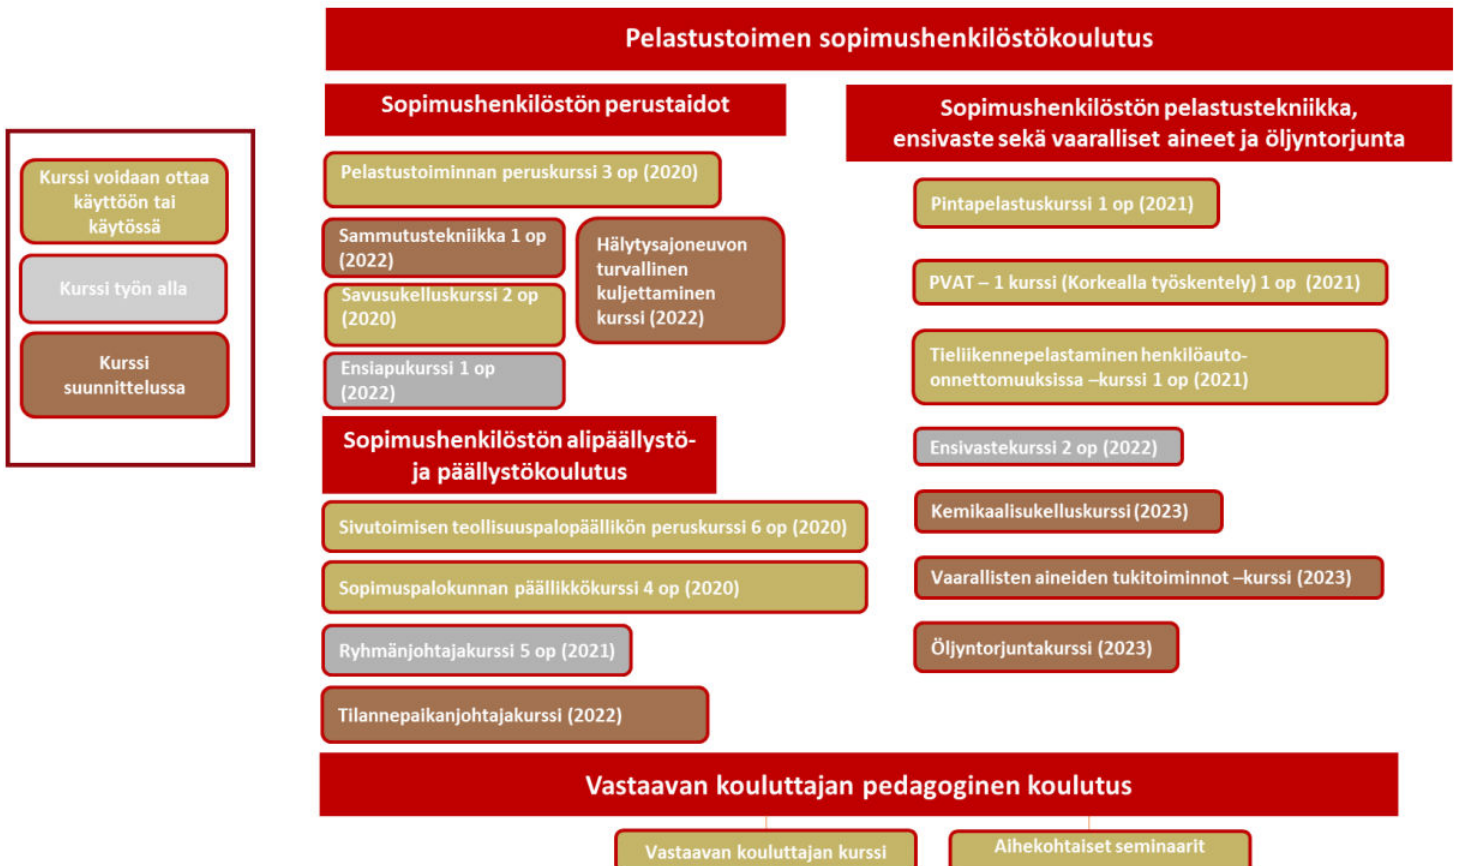 Pelastustoimen sopimushenkilöstökoulutus
Kurssi voidaan ottaa
käyttöön tai
käytössä
Kurssi työn alla
Kurssi
suunnittelussa
Sopimushenkilöstön perustaidot
Pelastustoiminnan peruskurssi 3 op (2020)
Sammutustekniikka 1 op
(2022)
Savusukelluskurssi 2 op
(2020)
Ensiapukurssi 1 op
(2022)
Hälytysajoneuvon
turvallinen
kuljettaminen
kurssi (2022)
Sopimushenkilöstön alipäällystö-
ja päällystökoulutus
Sivutoimisen teollisuuspalopäällikön peruskurssi 6 op (2020)
Sopimuspalokunnan päällikkökurssi 4 op (2020)
Ryhmänjohtajakurssi 5 op (2021)
Tilannepaikanjohtajakurssi (2022)
Sopimushenkilöstön pelastustekniikka,
ensivaste sekä vaaralliset aineet ja öljyntorjunta
Pintapelastuskurssi 1 op (2021)
PVAT – 1 kurssi (Korkealla työskentely) 1 op (2021)
Tieliikennepelastaminen henkilöauto-
onnettomuuksissa –kurssi 1 op (2021)
Ensivastekurssi 2 op (2022)
Kemikaalisukelluskurssi (2023)
Vaarallisten aineiden tukitoiminnot –kurssi (2023)
Öljyntorjuntakurssi (2023)
Vastaavan kouluttajan pedagoginen koulutus
Vastaavan kouluttajan kurssi
Aihekohtaiset seminaarit